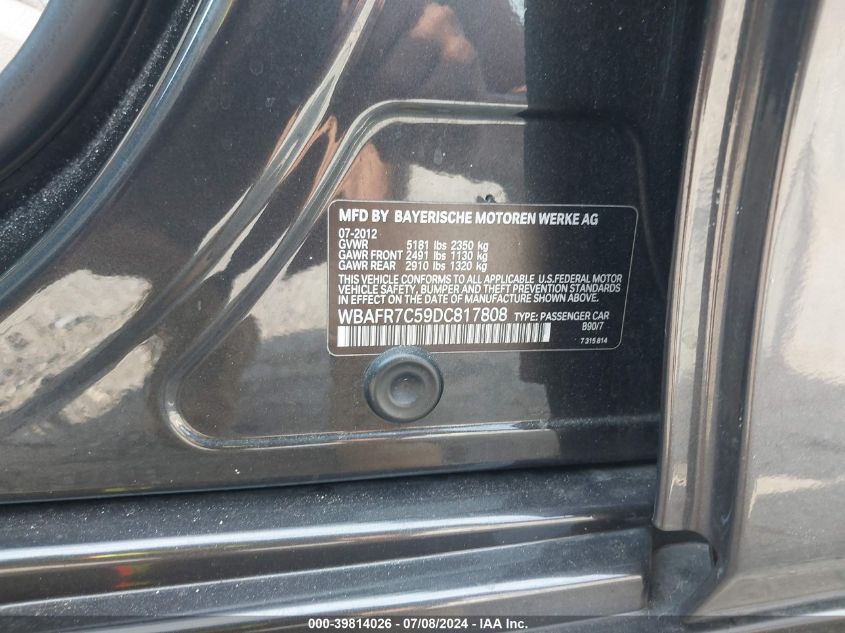 MFD BY BAYERISCHE MOTOREN WERKE AG
07-2012
GVWR 5181 lbs 2350 kg
GAWR FRONT 2491 lbs 1130 kg
GAWR REAR 2910 lbs 1320 kg
THIS VEHICLE CONFORMS TO ALL APPLICABLE U.S.FEDERAL MOTOR
VEHICLE SAFETY, BUMPER AND THEFT PREVENTION STANDARDS
IN EFFECT ON THE DATE OF MANUFACTURE SHOWN ABOVE.
WBAFR7C59DC817808 TYPE: PASSENGER CAR
B90/7
7 315 814
000-39814026 - 07/08/2024 - IAA Inc.